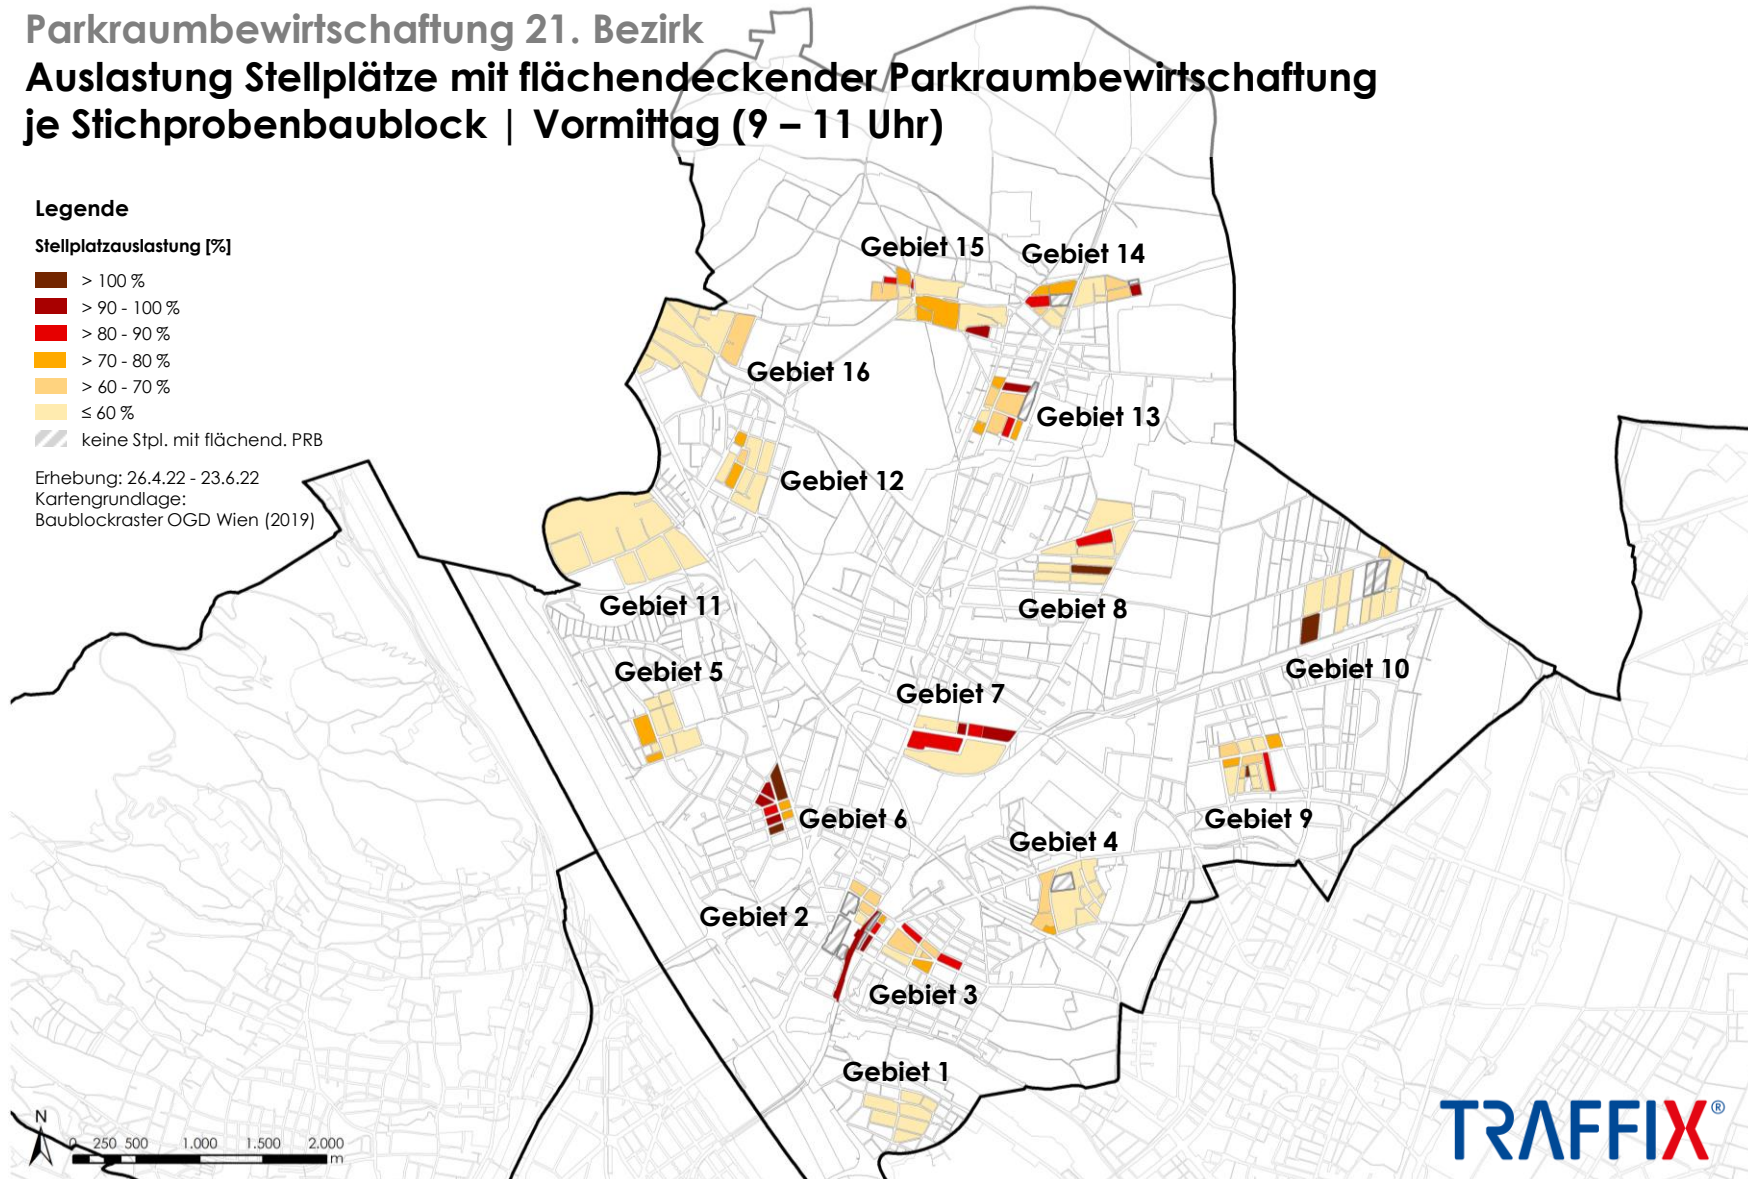 Parkraumbewirtschaftung 21. Bezirk
Auslastung Stellplätze mit flächendeckender Parkraumbewirtschaftung
je Stichprobenbaublock | Vormittag (9 – 11 Uhr)
Legende
Stellplatzauslastung [%]
> 100 %
> 90 - 100 %
> 80 - 90 %
> 70 - 80 %
> 60 - 70 %
≤ 60 %
keine Stpl. mit flächend. PRB
Erhebung: 26.4.22 - 23.6.22
Kartengrundlage:
Baublockraster OGD Wien (2019)
Gebiet 15
Gebiet 14
Gebiet 16
Gebiet 13
Gebiet 12
Gebiet 11
Gebiet 8
Gebiet 5
Gebiet 10
Gebiet 7
Gebiet 6
Gebiet 9
Gebiet 4
Gebiet 2
Gebiet 3
Gebiet 1
N
0 250 500 1.000 1.500 2.000
m
TRAFFIX®